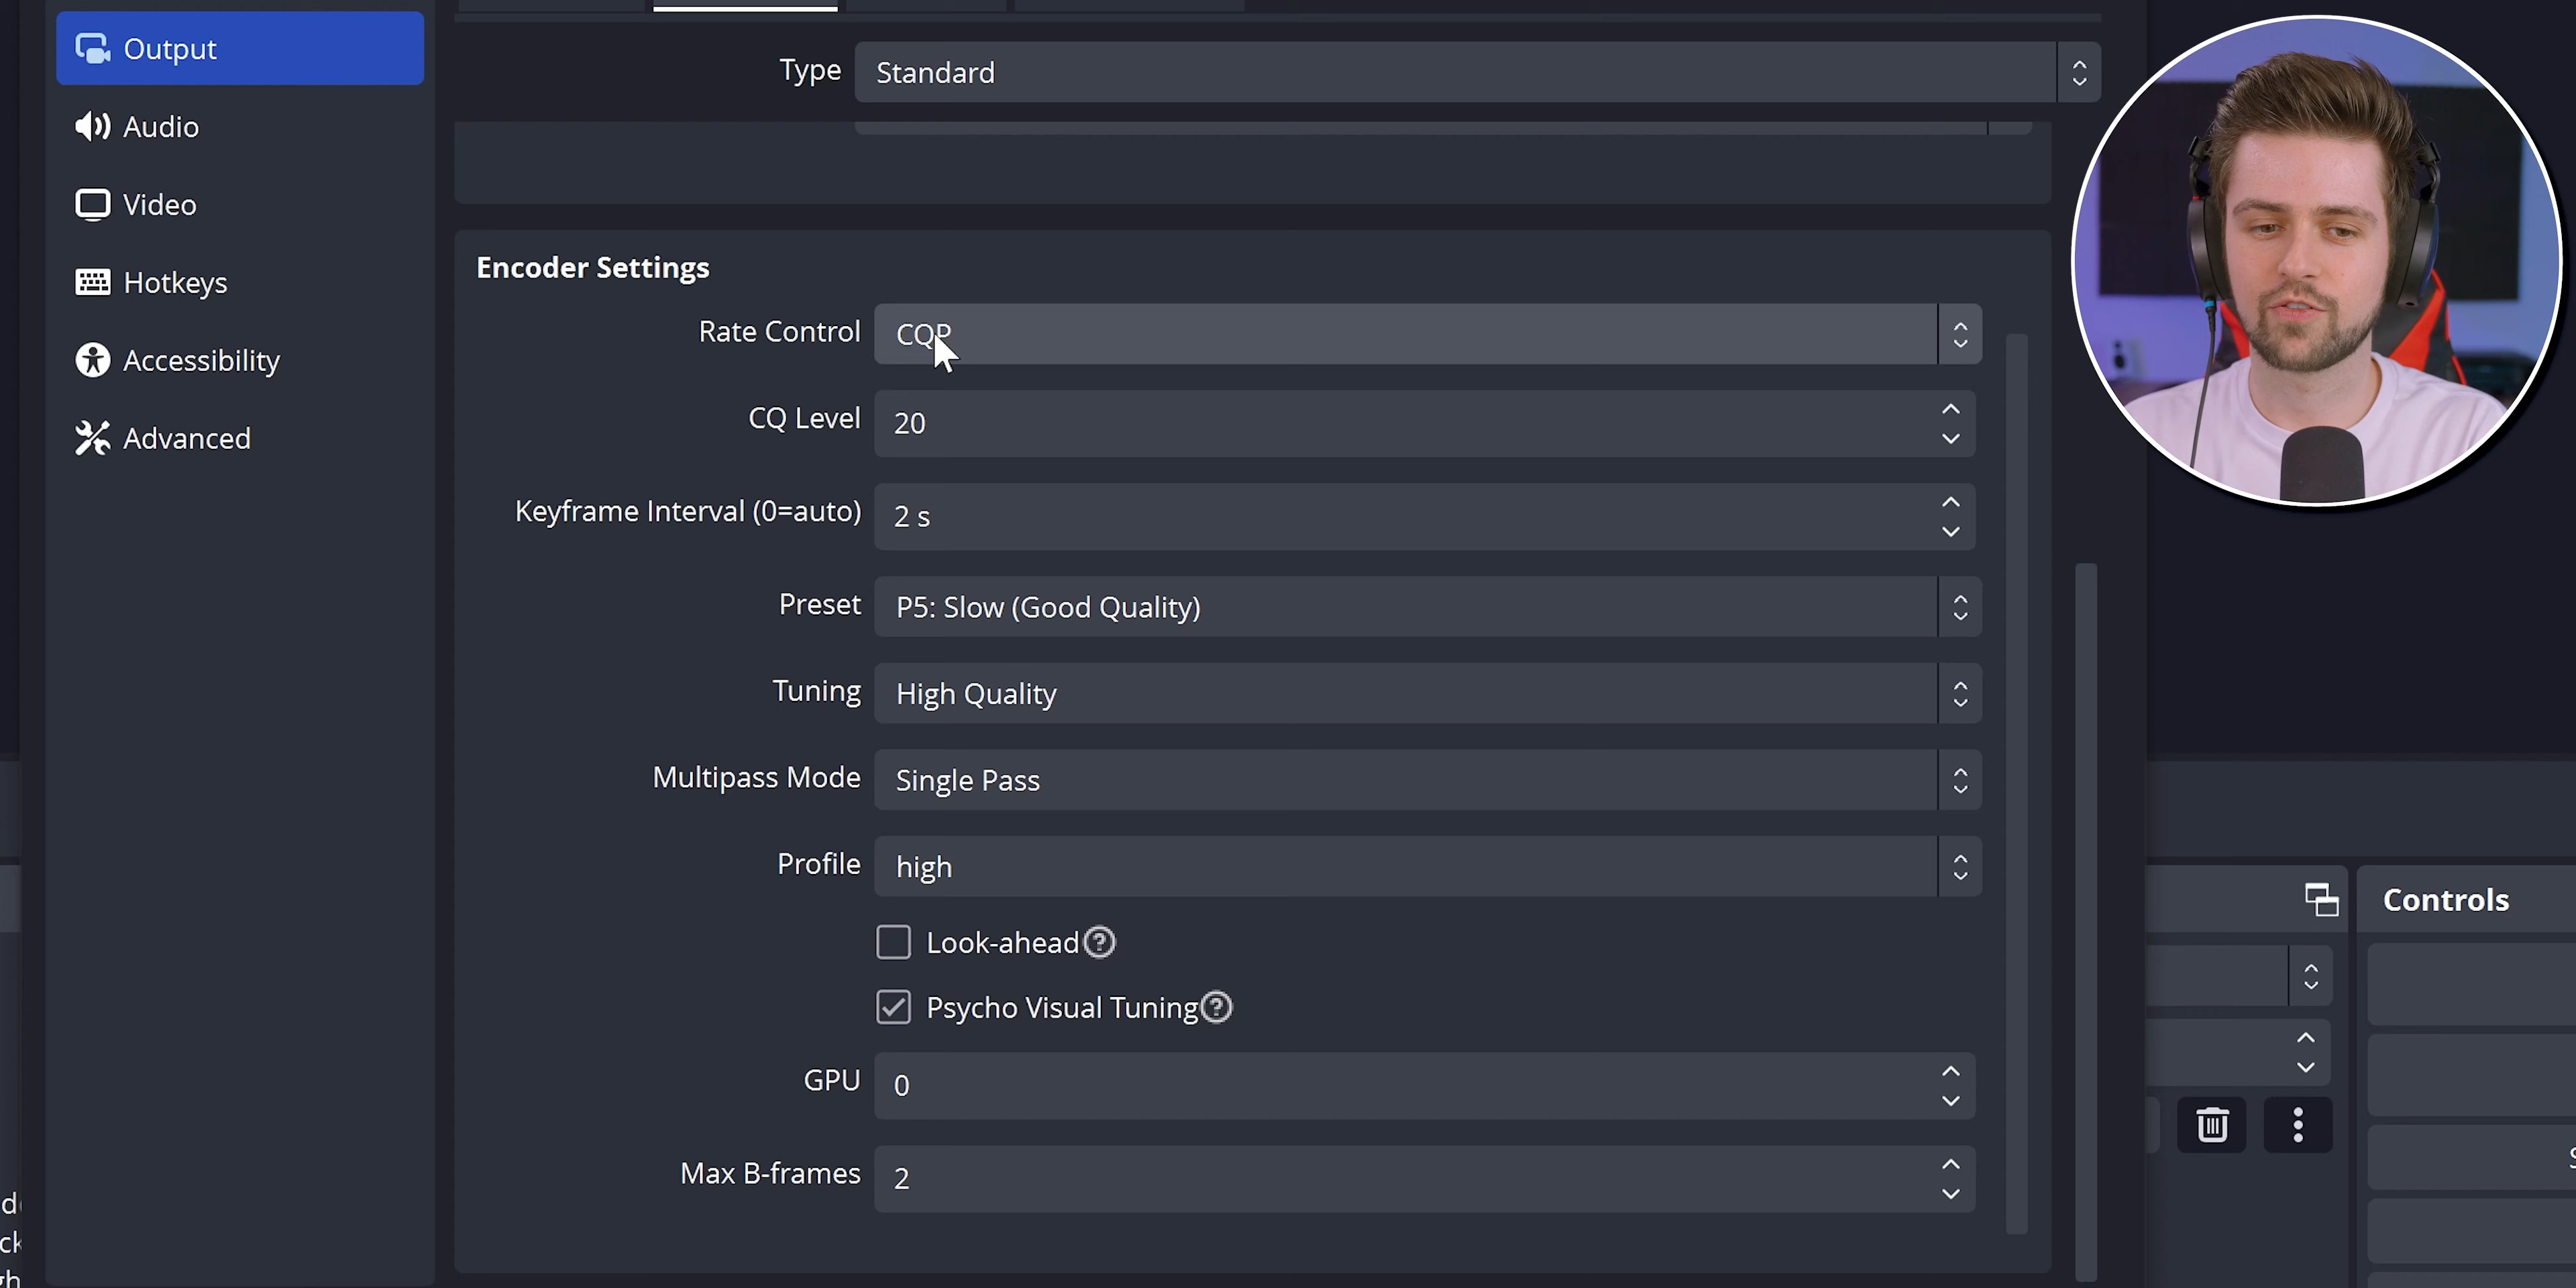 Output
Audio
Video
Hotkeys
Accessibility
Advanced
Type Standard
Encoder Settings
Rate Control CQP
CQ Level 20
Keyframe Interval (0=auto) 2 s
Preset P5: Slow (Good Quality)
Tuning High Quality
Multipass Mode Single Pass
Profile high
Look-ahead
Psycho Visual Tuning
GPU 0
Max B-frames 2
Controls